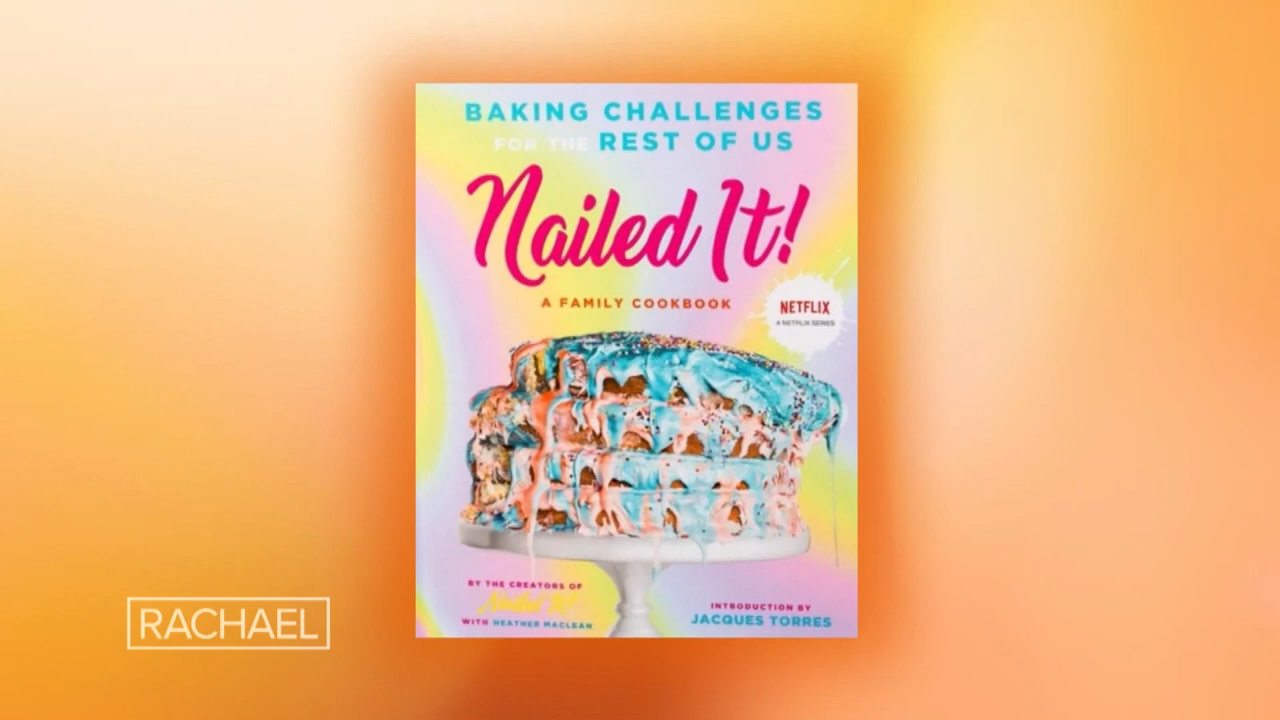 BAKING CHALLENGES
FOR THE REST OF US
Nailed It!
A FAMILY COOKBOOK
NETFLIX
A NETFLIX SERIES
BY THE CREATORS OF
Nailed It!
WITH HEATHER MACLEAN
INTRODUCTION BY
JACQUES TORRES
RACHAEL